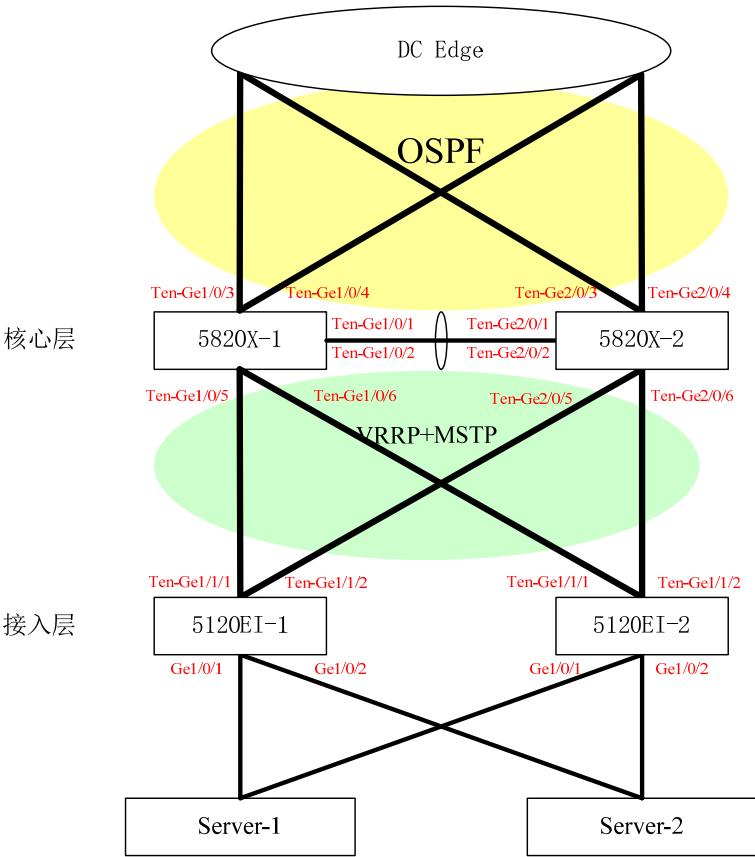 DC Edge
OSPF
Ten-Ge1/0/3
Ten-Ge1/0/4
Ten-Ge2/0/3
Ten-Ge2/0/4
核心层
5820X-1
Ten-Ge1/0/1
Ten-Ge2/0/1
Ten-Ge1/0/2
Ten-Ge2/0/2
5820X-2
Ten-Ge1/0/5
Ten-Ge1/0/6
Ten-Ge2/0/5
Ten-Ge2/0/6
VRRP+MSTP
Ten-Ge1/1/1
Ten-Ge1/1/2
Ten-Ge1/1/1
Ten-Ge1/1/2
接入层
5120EI-1
5120EI-2
Ge1/0/1
Ge1/0/2
Ge1/0/1
Ge1/0/2
Server-1
Server-2